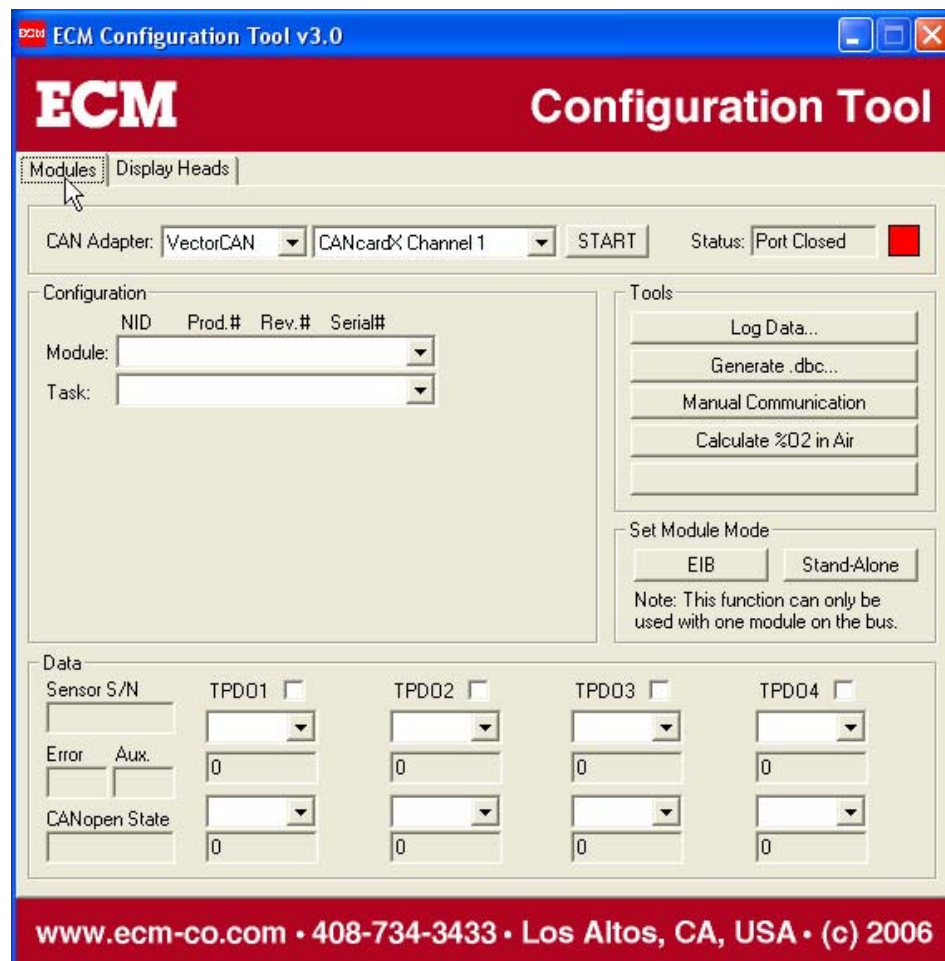 ECM ECM Configuration Tool v3.0
ECM Configuration Tool
Modules Display Heads
CAN Adapter: VectorCAN CANcardX Channel 1 START Status: Port Closed
Configuration
NID Prod.# Rev.# Serial#
Module:
Task:
Tools
Log Data...
Generate .dbc...
Manual Communication
Calculate %O2 in Air
Set Module Mode
EIB Stand-Alone
Note: This function can only be
used with one module on the bus.
Data
Sensor S/N TPDO1 TPDO2 TPDO3 TPDO4
Error Aux. 0 0 0 0
CANopen State
0 0 0 0
www.ecm-co.com • 408-734-3433 • Los Altos, CA, USA • (c) 2006